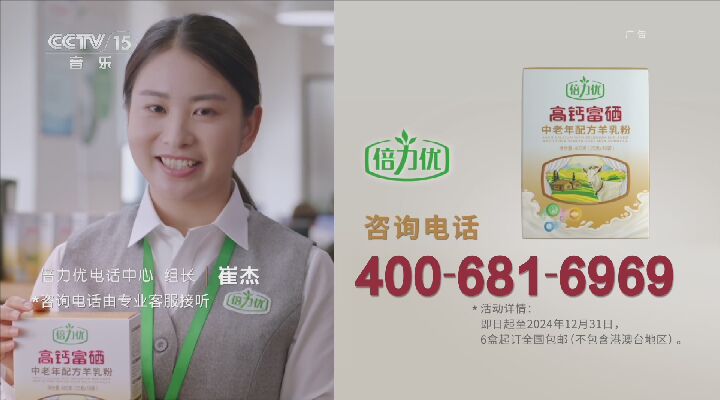 CCTV/15
音乐
广告
倍力优
高钙富硒
中老年配方羊乳粉
倍力优
咨询电话
400-681-6969
*活动详情:
即日起至2024年12月31日,
6盒起订全国包邮(不包含港澳台地区)。
倍力优电话中心 组长 崔杰
*咨询电话由专业客服接听
倍力优
倍力优
高钙富硒
中老年配方羊乳粉